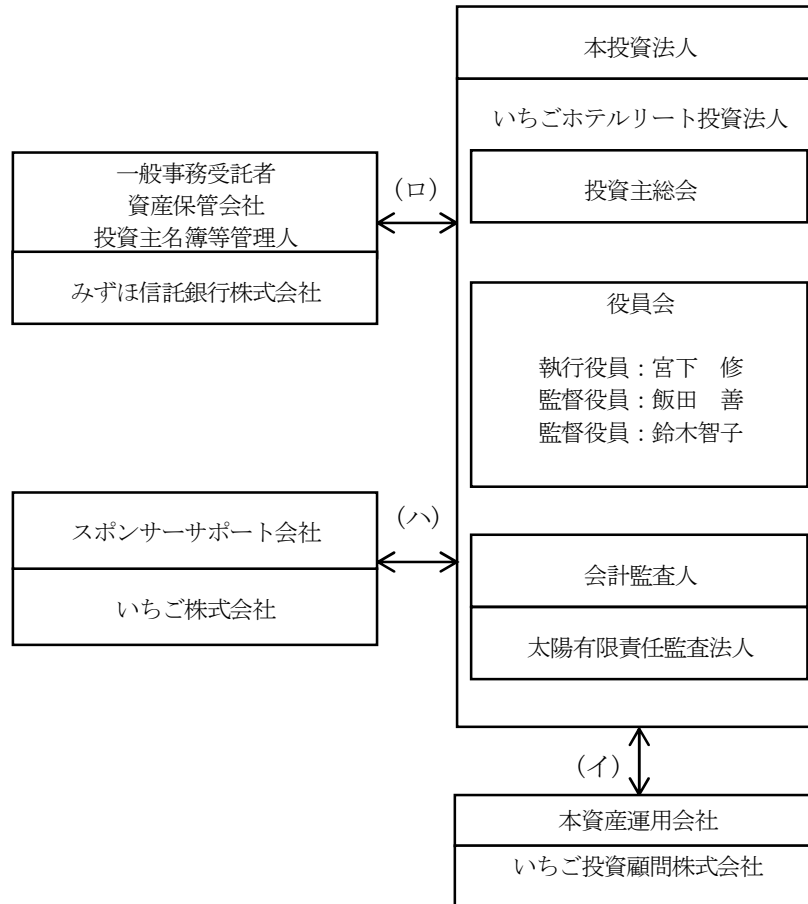 本投資法人
いちごホテルリート投資法人
投資主総会
一般事務受託者
資産保管会社
投資主名簿等管理人
みずほ信託銀行株式会社
(ロ)
役員会
執行役員：宮下　修
監督役員：飯田　善
監督役員：鈴木智子
スポンサーサポート会社
いちご株式会社
(ハ)
会計監査人
太陽有限責任監査法人
(イ)
本資産運用会社
いちご投資顧問株式会社